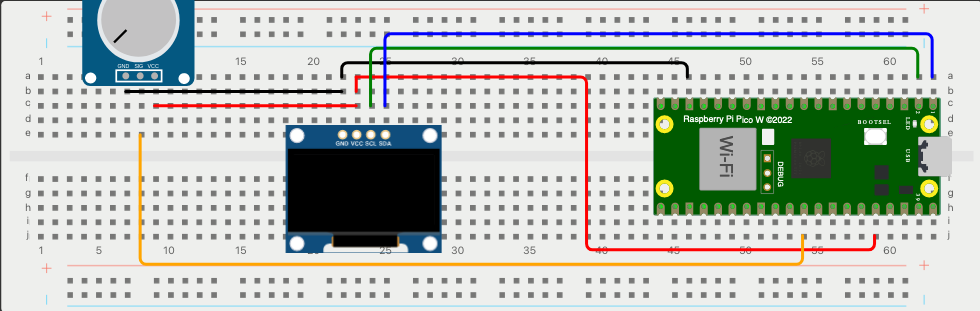 + +
1 15 20 25 30 35 40 45 50 55 60
GND SIG VCC
a a
b b
c c
d d
e e
Raspberry Pi Pico W ©2022
BOOTSEL
LED
USB
Wi-Fi
DEBUG
GND VCC SCL SDA
f
g g
h h
i i
j j
1 5 10 15 20 25 30 35 40 45 50 55 60
+ +